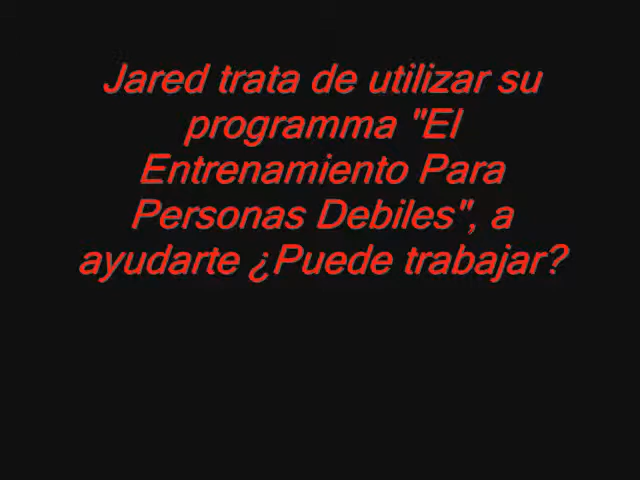 Jared trata de utilizar su
programma "El
Entrenamiento Para
Personas Debiles", a
ayudarte ¿Puede trabajar?